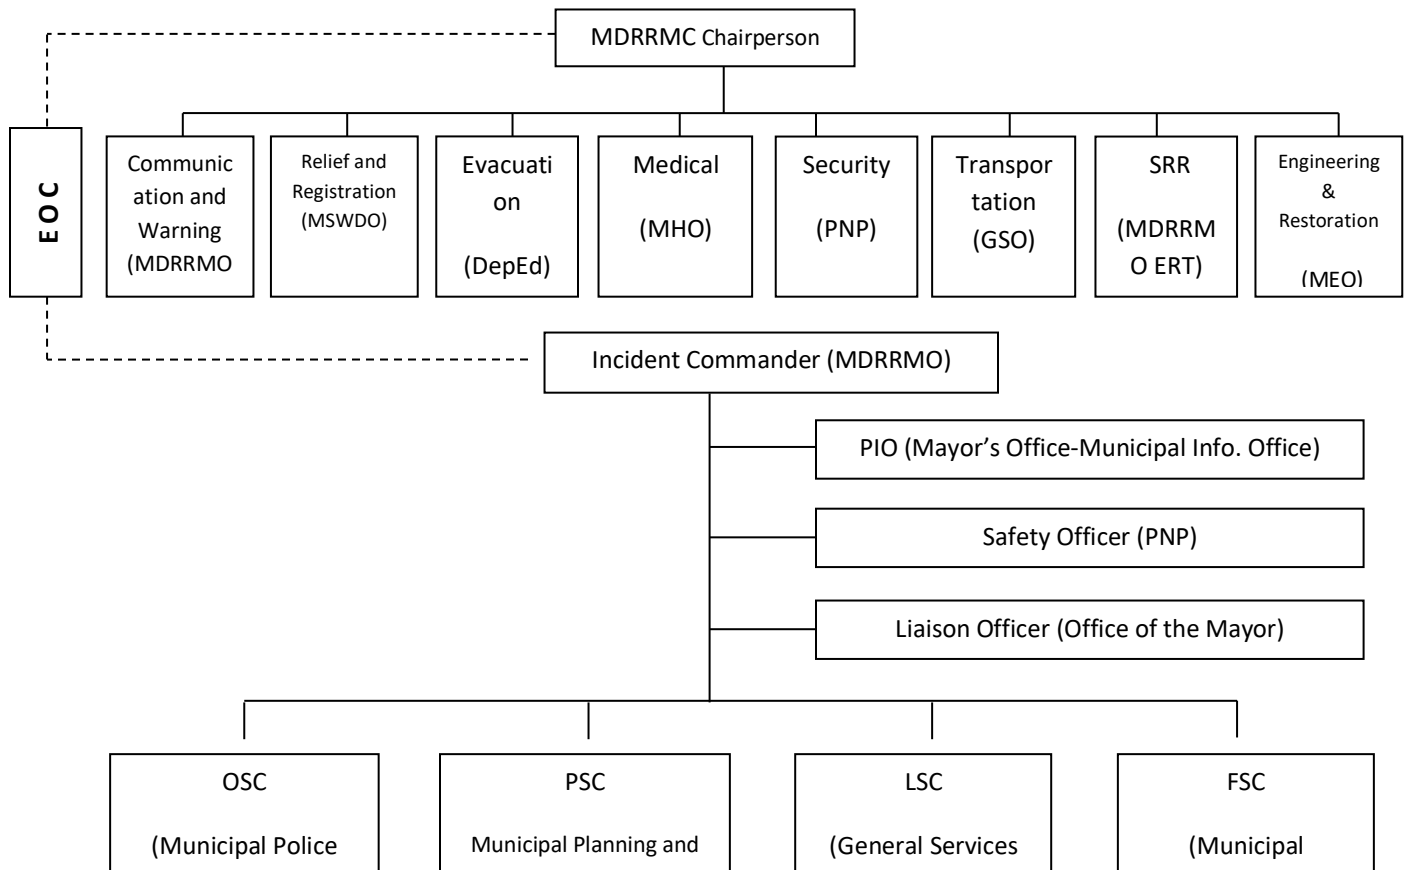 MDRRMC Chairperson
E O C
Communic
ation and
Warning
(MDRRMO
Relief and
Registration
(MSWDO)
Evacuati
on
(DepEd)
Medical
(MHO)
Security
(PNP)
Transpor
tation
(GSO)
SRR
(MDRRM
O ERT)
Engineering
&
Restoration
(MEO)
Incident Commander (MDRRMO)
PIO (Mayor’s Office-Municipal Info. Office)
Safety Officer (PNP)
Liaison Officer (Office of the Mayor)
OSC
(Municipal Police
PSC
Municipal Planning and
LSC
(General Services
FSC
(Municipal